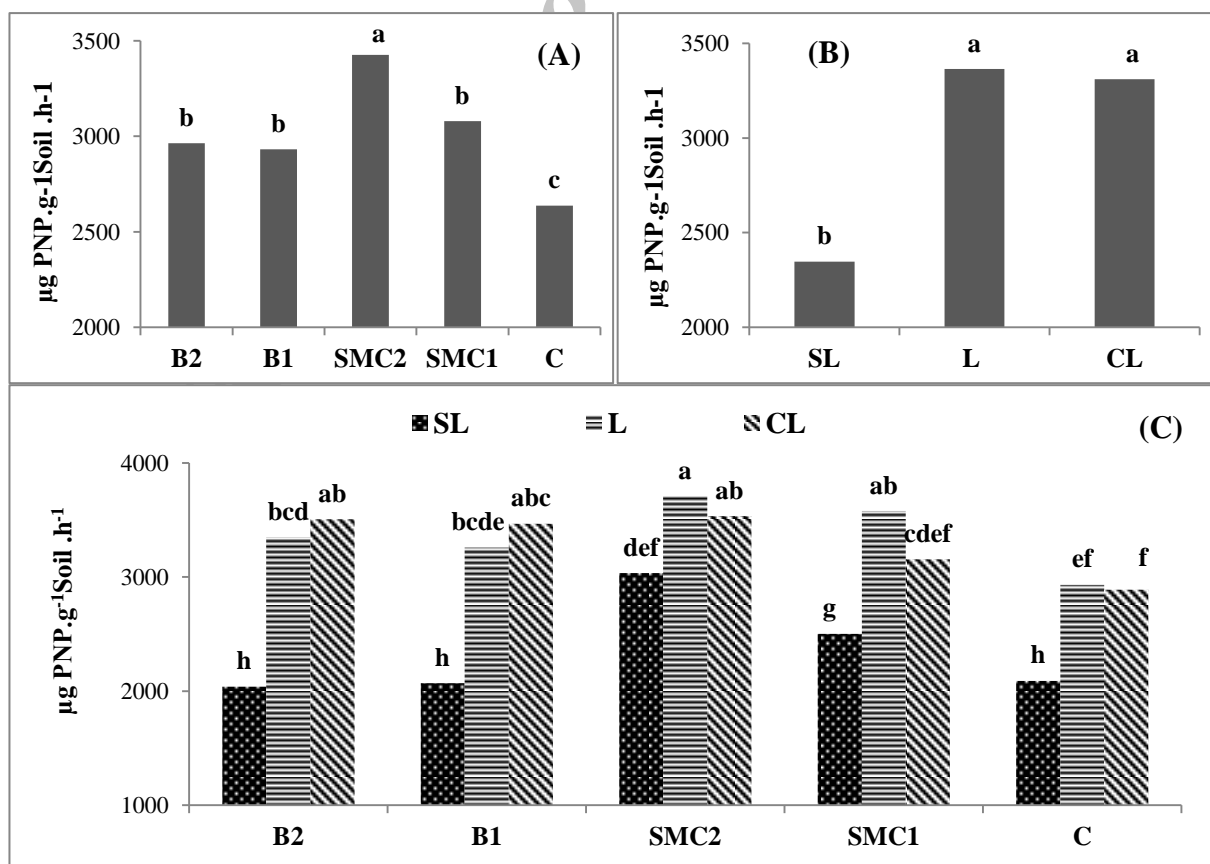 (A)
µg PNP.g-1Soil .h-1
3500
3000
2500
2000
b
b
a
b
c
B2 B1 SMC2 SMC1 C
(B)
µg PNP.g-1Soil .h-1
3500
3000
2500
2000
b
a
a
SL L CL
SL L CL
(C)
µg PNP.g-1Soil .h-1
4000
3000
2000
1000
h bcd ab
h bcde abc
def a ab
g ab cdef
h ef f
B2 B1 SMC2 SMC1 C